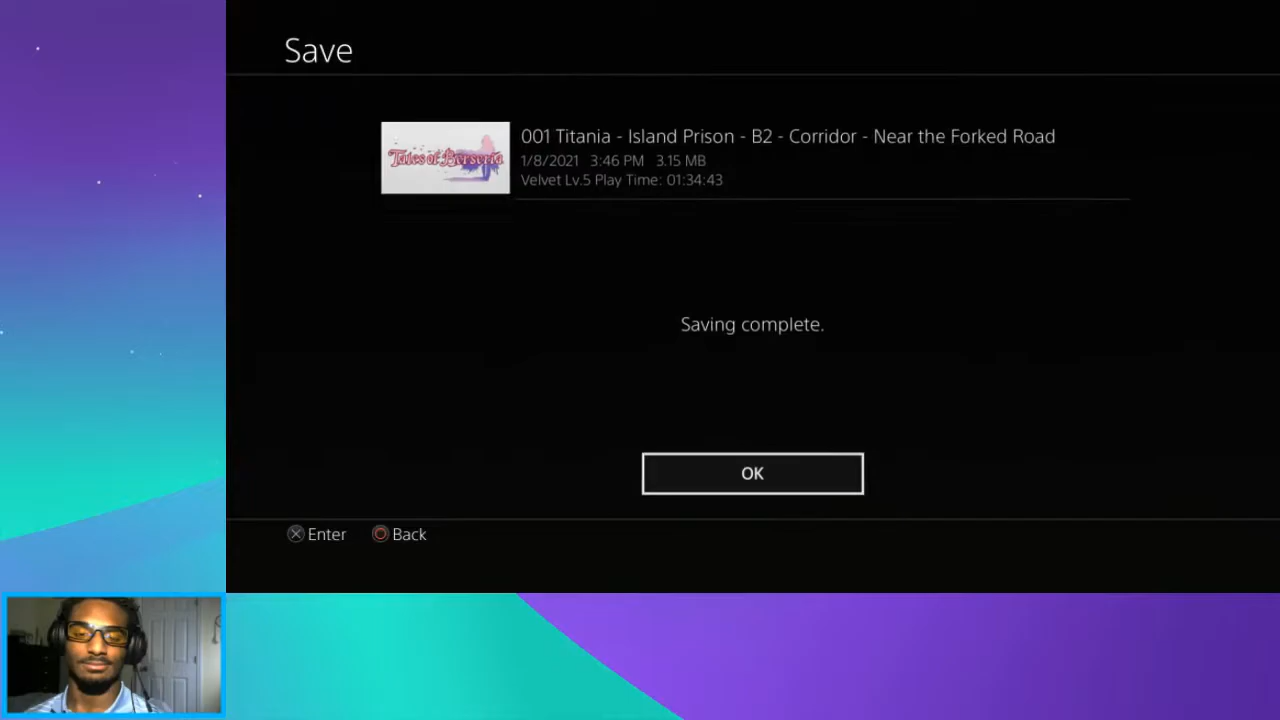 Save
Tales of Berseria
001 Titania - Island Prison - B2 - Corridor - Near the Forked Road
1/8/2021 3:46 PM 3.15 MB
Velvet Lv.5 Play Time: 01:34:43
Saving complete.
OK
Enter Back